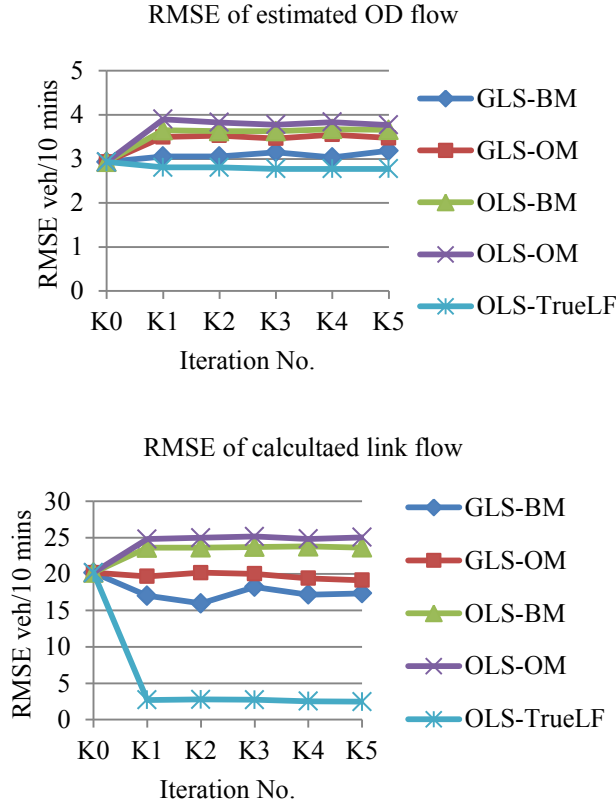 RMSE of estimated OD flow
RMSE veh/10 mins
5
4
3
2
1
0
K0 K1 K2 K3 K4 K5
Iteration No.
GLS-BM
GLS-OM
OLS-BM
OLS-OM
OLS-TrueLF
RMSE of calcultaed link flow
RMSE veh/10 mins
30
25
20
15
10
5
0
K0 K1 K2 K3 K4 K5
Iteration No.
GLS-BM
GLS-OM
OLS-BM
OLS-OM
OLS-TrueLF